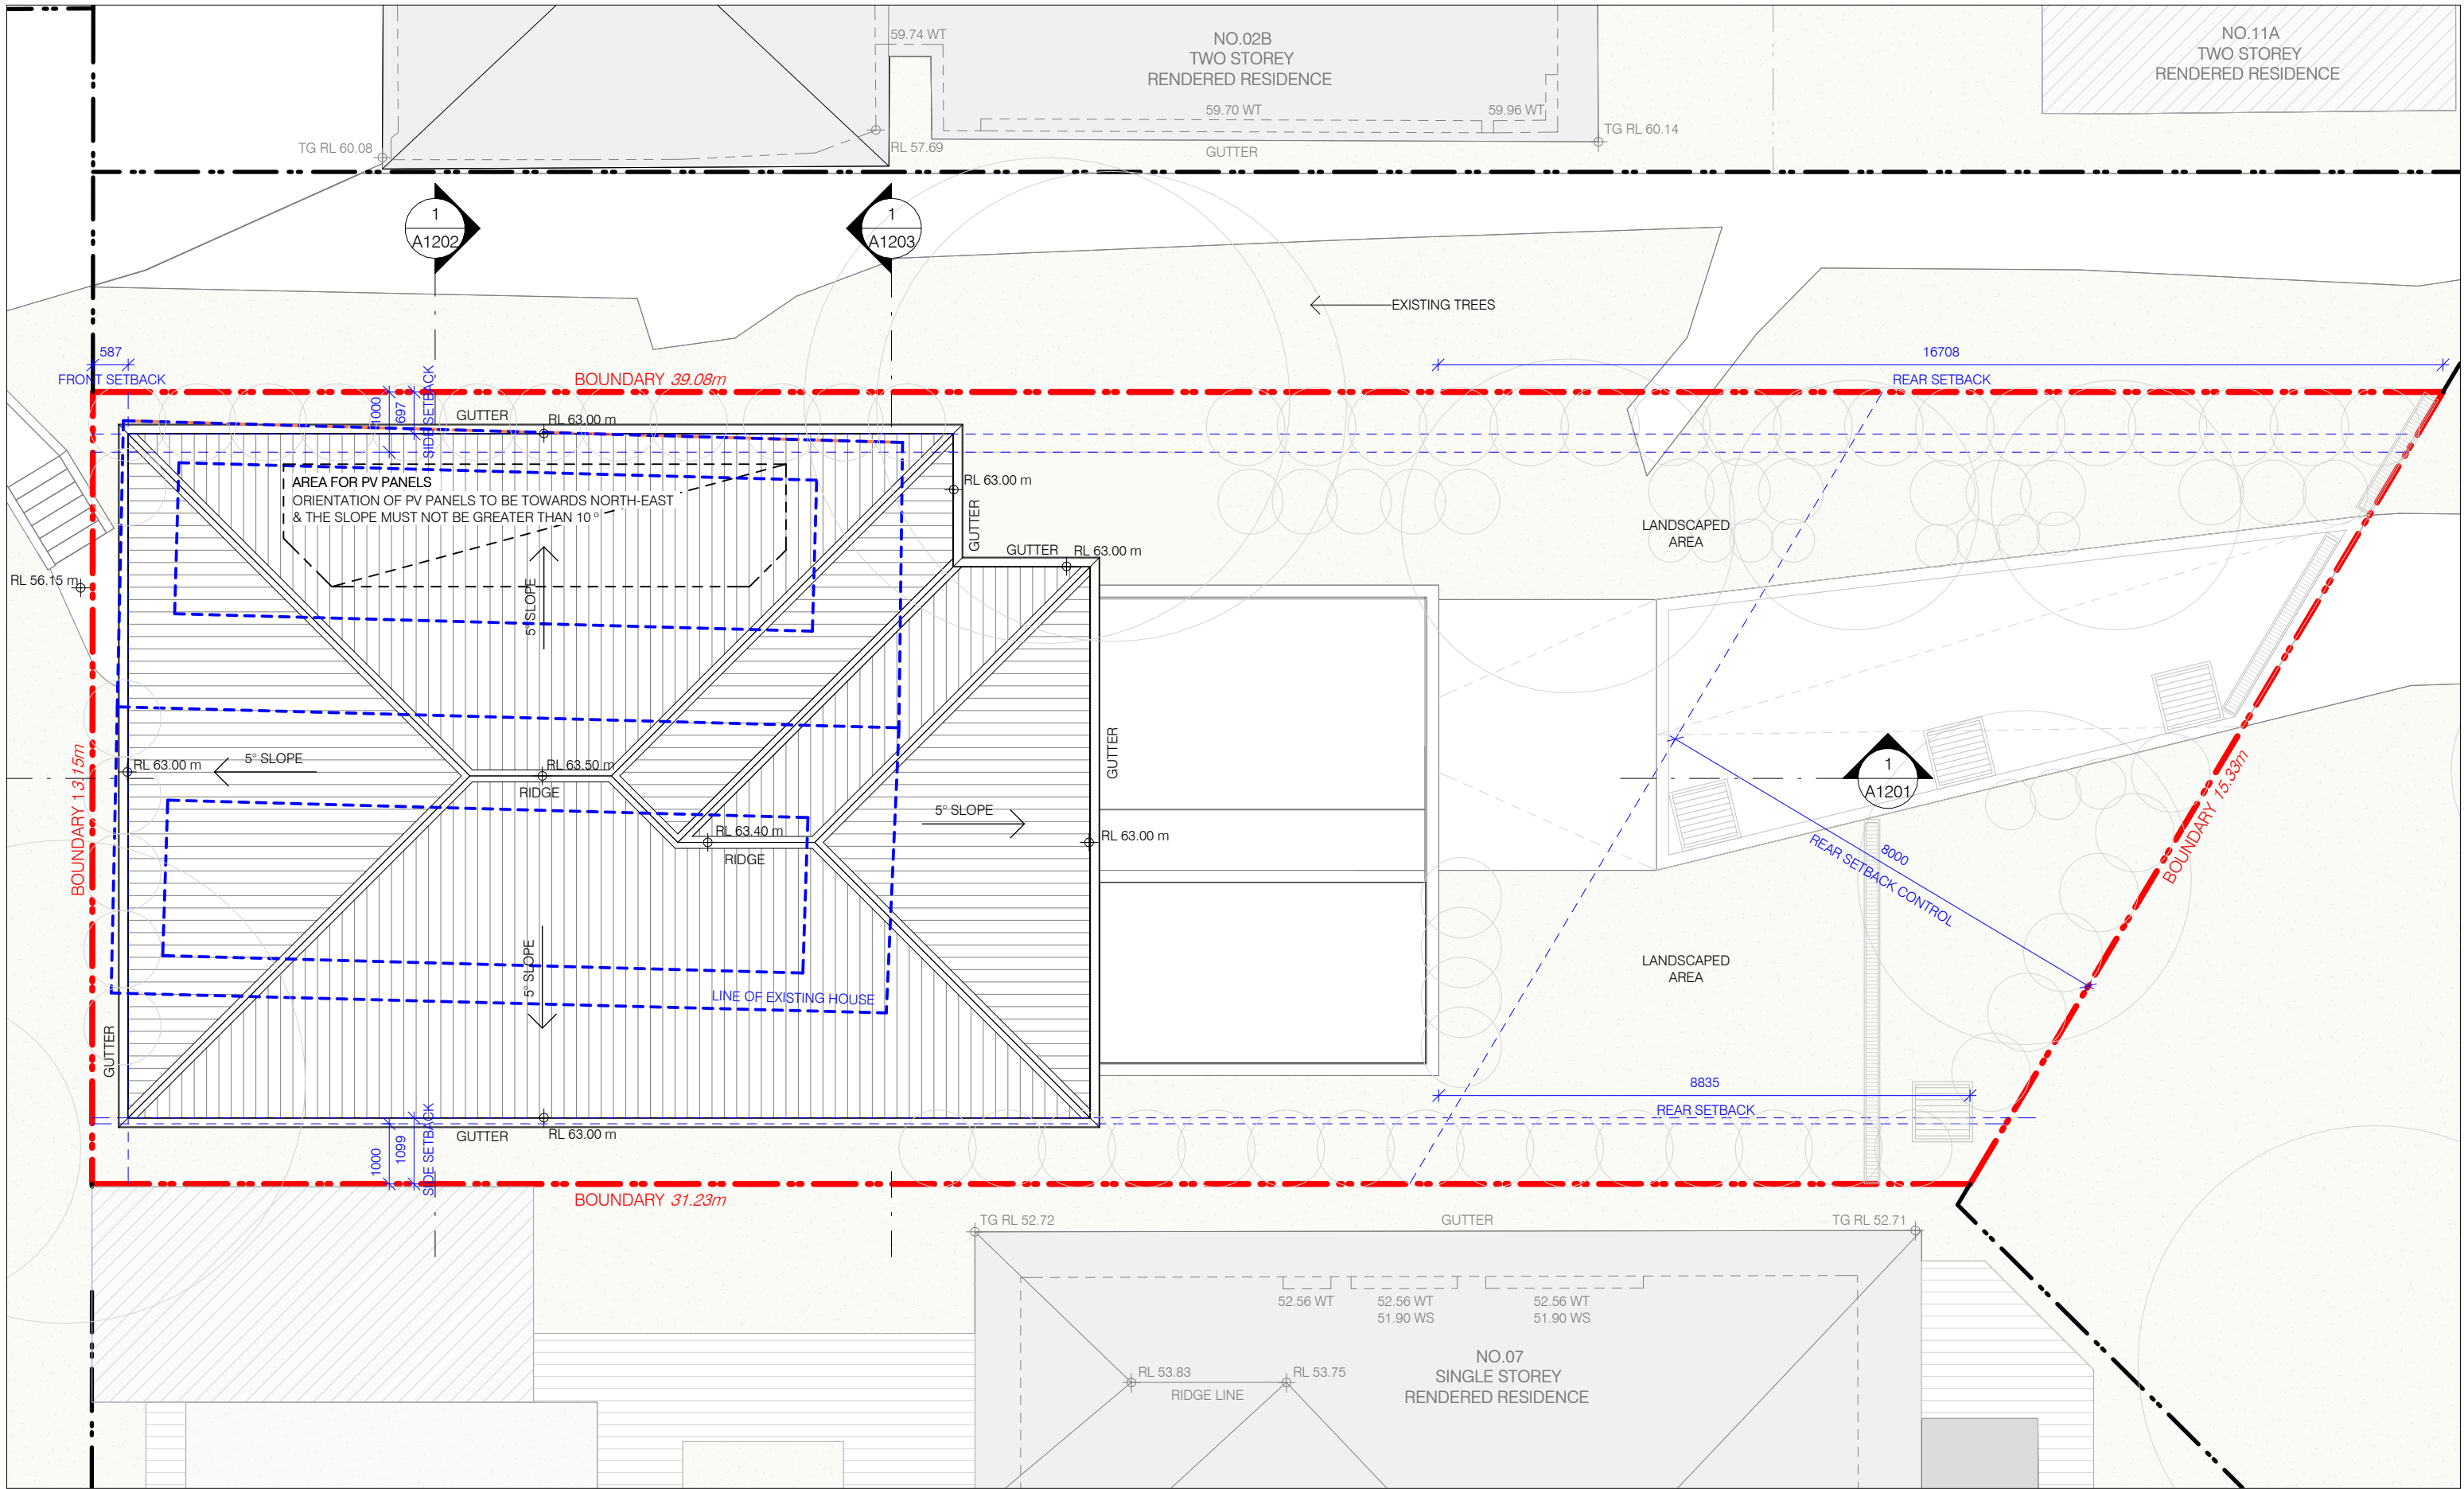 NO.02B
TWO STOREY
RENDERED RESIDENCE
NO.11A
TWO STOREY
RENDERED RESIDENCE
59.74 WT
59.70 WT
59.96 WT
TG RL 60.08
RL 57.69
GUTTER
TG RL 60.14
1
A1202
1
A1203
EXISTING TREES
587
FRONT SETBACK
BOUNDARY 39.08m
16708
REAR SETBACK
1000
697
SIDE SETBACK
GUTTER
RL 63.00 m
AREA FOR PV PANELS
ORIENTATION OF PV PANELS TO BE TOWARDS NORTH-EAST
& THE SLOPE MUST NOT BE GREATER THAN 10 º
RL 63.00 m
GUTTER
GUTTER
RL 63.00 m
LANDSCAPED
AREA
RL 56.15 m
5° SLOPE
BOUNDARY 13.15m
RL 63.00 m
5° SLOPE
RL 63.50 m
RIDGE
GUTTER
RL 63.40 m
RIDGE
5° SLOPE
RL 63.00 m
1
A1201
8000
REAR SETBACK CONTROL
BOUNDARY 15.33m
5° SLOPE
LINE OF EXISTING HOUSE
LANDSCAPED
AREA
GUTTER
8835
REAR SETBACK
GUTTER
RL 63.00 m
1000
1099
SIDE SETBACK
BOUNDARY 31.23m
TG RL 52.72
GUTTER
TG RL 52.71
52.56 WT
52.56 WT
51.90 WS
52.56 WT
51.90 WS
RL 53.83
RL 53.75
RIDGE LINE
NO.07
SINGLE STOREY
RENDERED RESIDENCE